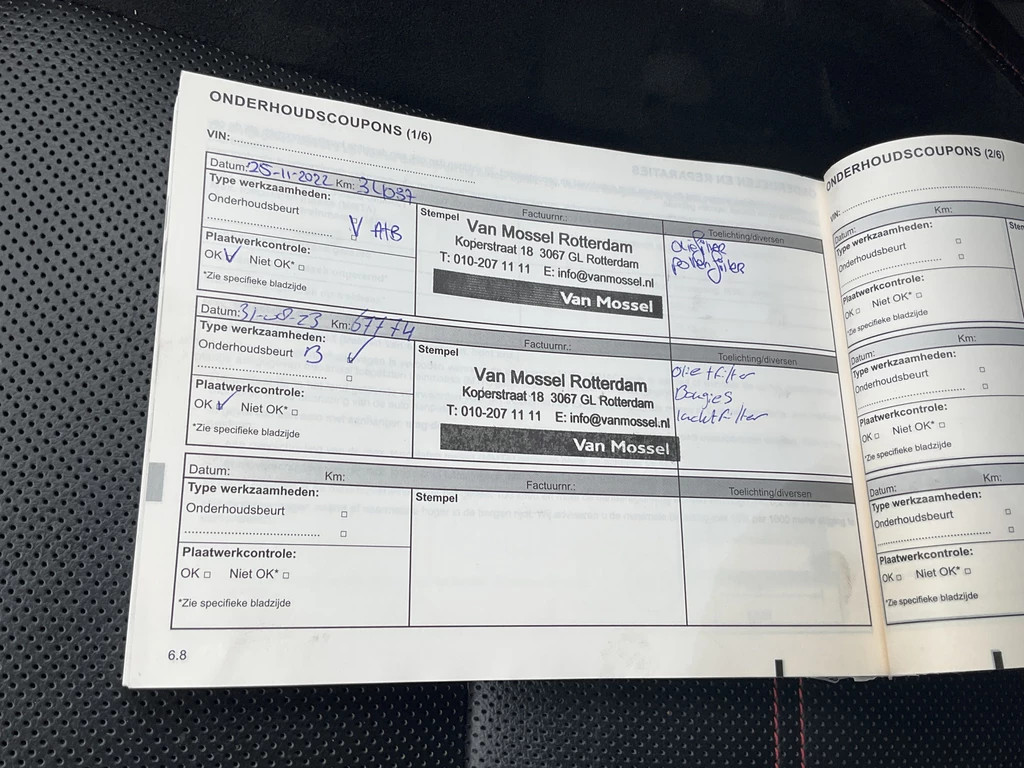 ONDERHOUDSCOUPONS (1/6)
VIN:
Datum: 25-11-2022 Km: 34037
Type werkzaamheden:
Onderhoudsbeurt
V A+B
Plaatwerkcontrole:
OK V Niet OK*
*Zie specifieke bladzijde
Stempel
Factuurnr.:
Van Mossel Rotterdam
Koperstraat 18 3067 GL Rotterdam
T: 010-207 11 11 E: info@vanmossel.nl
Van Mossel
Toelichting/diversen
Oliefilter
pollenfilter
Datum: 31-08-23 Km: 67774
Type werkzaamheden:
Onderhoudsbeurt B
Plaatwerkcontrole:
OK Niet OK*
*Zie specifieke bladzijde
Stempel
Factuurnr.:
Van Mossel Rotterdam
Koperstraat 18 3067 GL Rotterdam
T: 010-207 11 11 E: info@vanmossel.nl
Van Mossel
Toelichting/diversen
Oliefilter
Bougies
luchtfilter
Datum: Km:
Type werkzaamheden:
Onderhoudsbeurt
Plaatwerkcontrole:
OK Niet OK*
*Zie specifieke bladzijde
Stempel
Factuurnr.:
Toelichting/diversen
6.8
ONDERHOUDSCOUPONS (2/6)
VIN:
Datum: Km:
Type werkzaamheden:
Onderhoudsbeurt
Plaatwerkcontrole:
OK Niet OK*
*Zie specifieke bladzijde
Datum: Km:
Type werkzaamheden:
Onderhoudsbeurt
Plaatwerkcontrole:
OK Niet OK*
*Zie specifieke bladzijde
Datum: Km:
Type werkzaamheden:
Onderhoudsbeurt
Plaatwerkcontrole:
OK Niet OK*
*Zie specifieke bladzijde